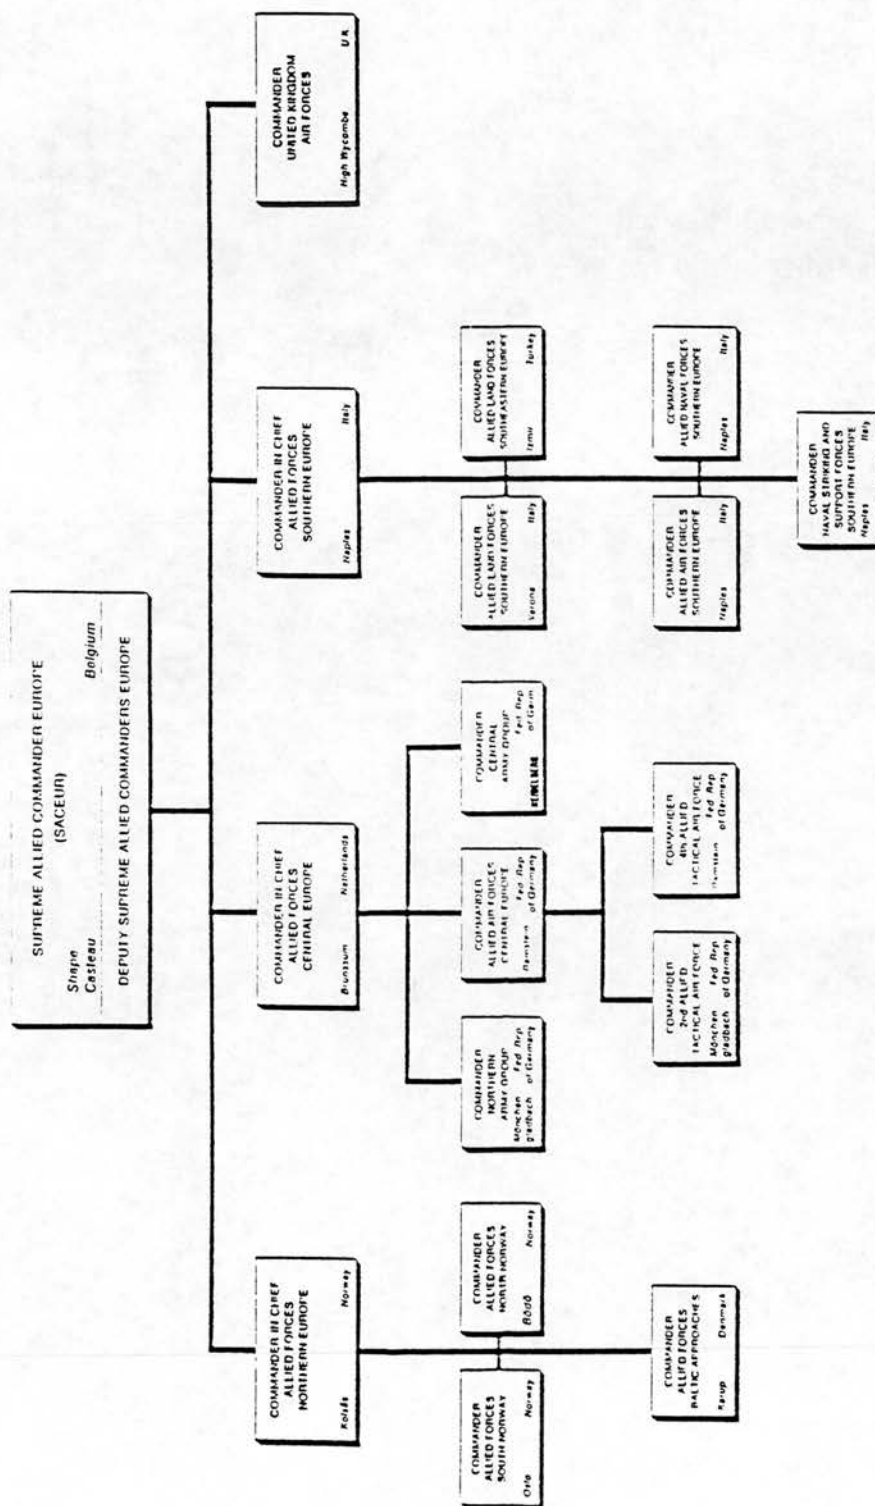 SUPREME ALLIED COMMANDER EUROPE
(SACEUR)
Shape
Casteau Belgium
DEPUTY SUPREME ALLIED COMMANDERS EUROPE
COMMANDER IN CHIEF
ALLIED FORCES
NORTHERN EUROPE
Kolsås Norway
COMMANDER IN CHIEF
ALLIED FORCES
CENTRAL EUROPE
Brunssum Netherlands
COMMANDER IN CHIEF
ALLIED FORCES
SOUTHERN EUROPE
Naples Italy
COMMANDER
UNITED KINGDOM
AIR FORCES
High Wycombe U.K.
COMMANDER
ALLIED FORCES
SOUTH NORWAY
Oslo Norway
COMMANDER
ALLIED FORCES
NORTH NORWAY
Bödö Norway
COMMANDER
NORTHERN
ARMY GROUP
München Fed Rep
gladbach of Germany
COMMANDER
ALLIED AIR FORCES
CENTRAL EUROPE
Ramstein Fed Rep
of Germany
COMMANDER
CENTRAL
ARMY GROUP
Fed Rep
of Germ
COMMANDER
ALLIED LAND FORCES
SOUTHERN EUROPE
Verona Italy
COMMANDER
ALLIED LAND FORCES
SOUTHEASTERN EUROPE
Izmir Turkey
COMMANDER
ALLIED FORCES
BALTIC APPROACHES
Karup Denmark
COMMANDER
2nd ALLIED
TACTICAL AIR FORCE
München Fed Rep
gladbach of Germany
COMMANDER
4th ALLIED
TACTICAL AIR FORCE
Ramstein Fed Rep
of Germany
COMMANDER
ALLIED AIR FORCES
SOUTHERN EUROPE
Naples Italy
COMMANDER
ALLIED NAVAL FORCES
SOUTHERN EUROPE
Naples Italy
COMMANDER
NAVAL STRIKING AND
SUPPORT FORCES
SOUTHERN EUROPE
Naples Italy